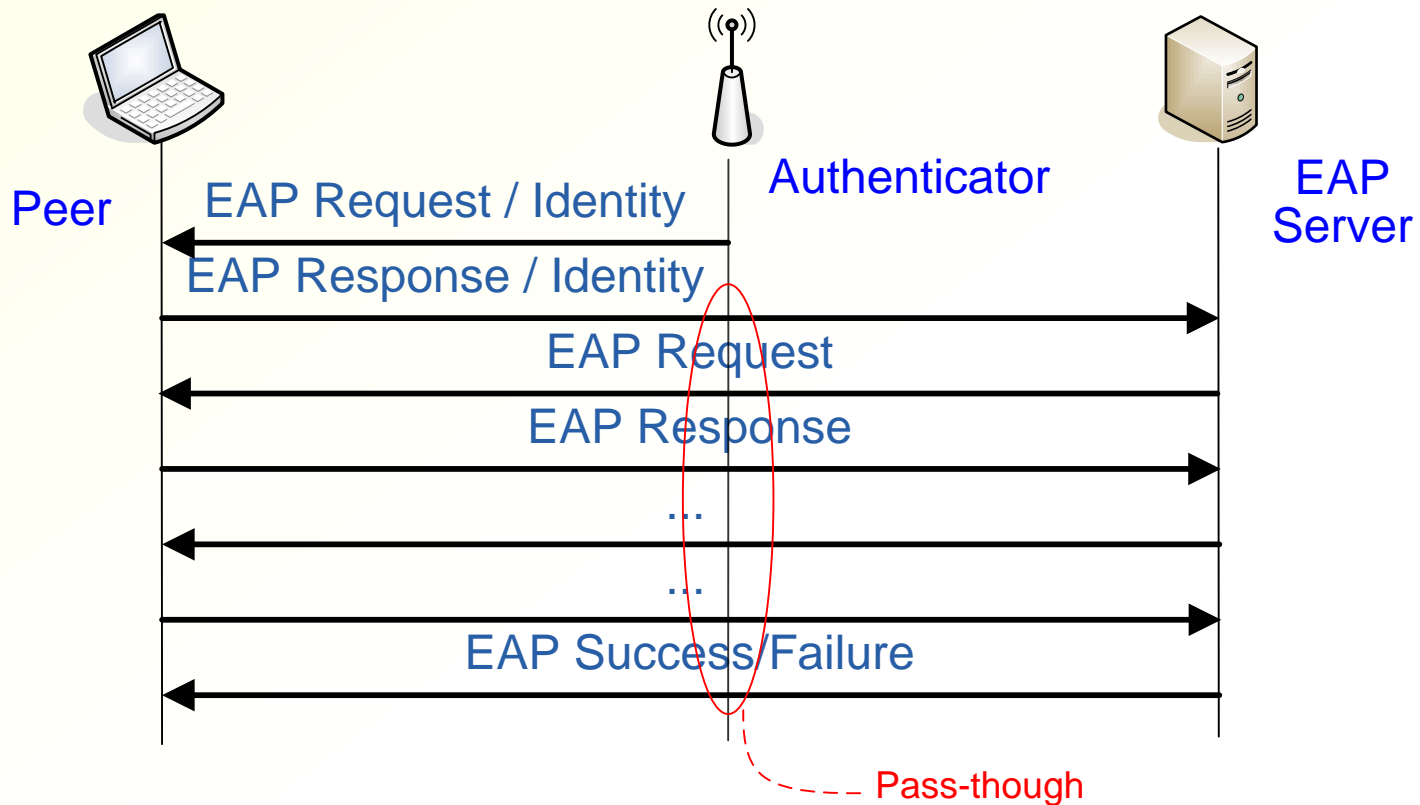 Peer
Authenticator
EAP
Server
EAP Request / Identity
EAP Response / Identity
EAP Request
EAP Response
...
...
EAP Success/Failure
Pass-though